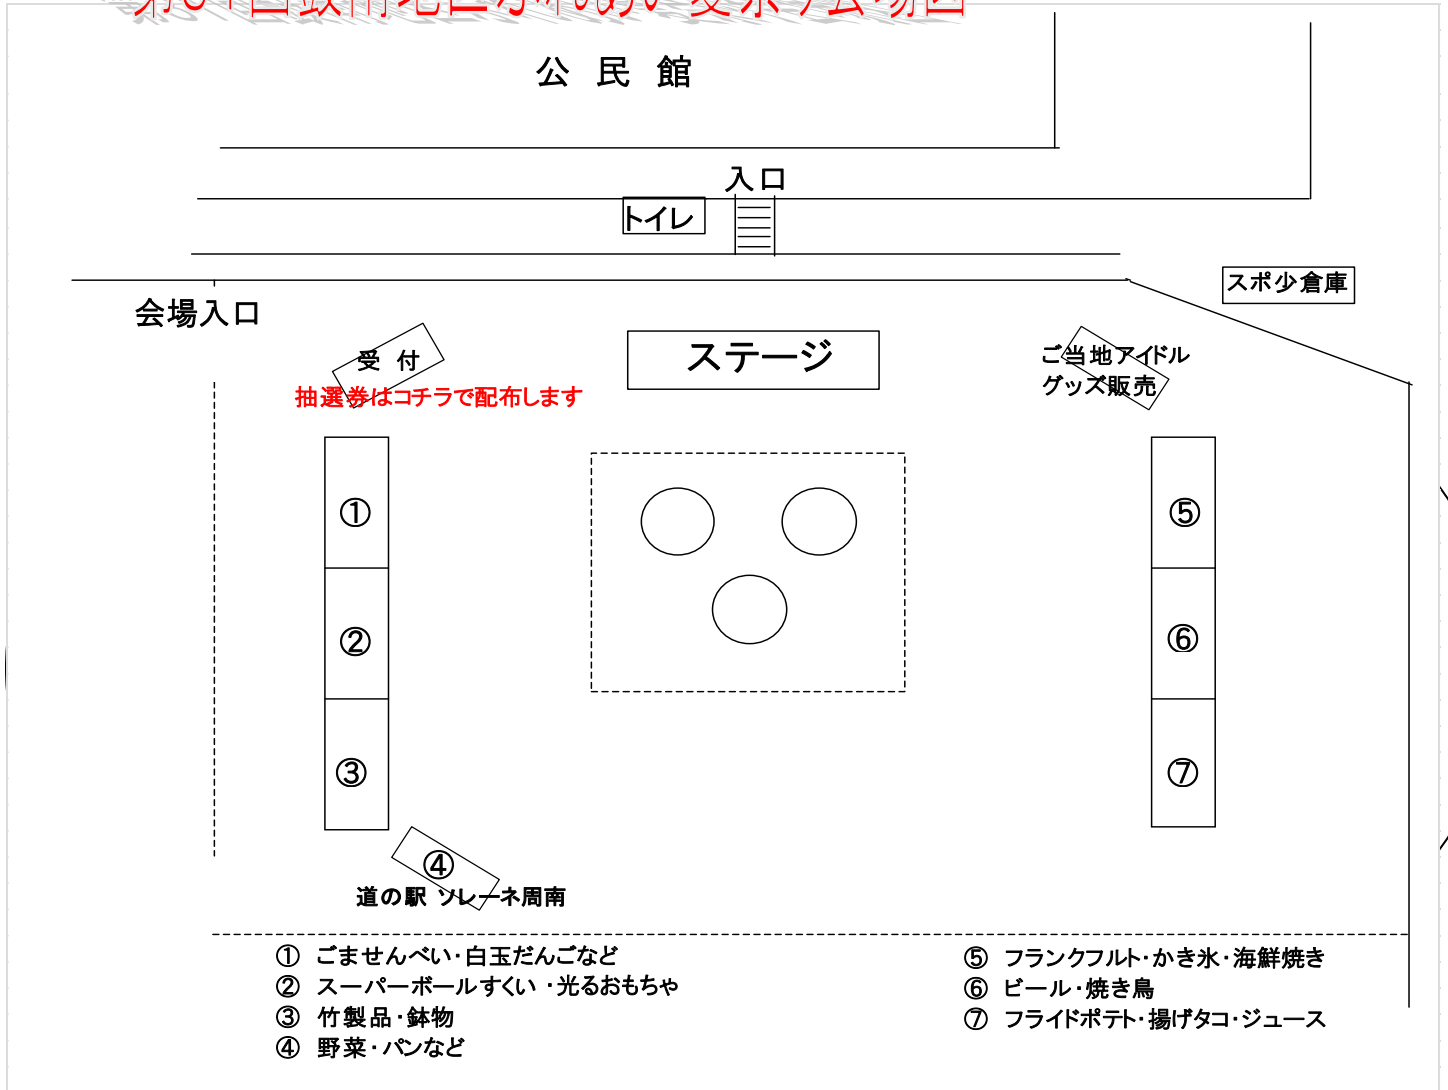 公 民 館
入口
トイレ
スポ少倉庫
会場入口
受 付
ステージ
ご当地アイドル
グッズ販売
抽選券はコチラで配布します
①
②
③
④
道の駅 ソレーネ周南
⑤
⑥
⑦
① ごませんべい・白玉だんごなど
② スーパーボールすくい ・光るおもちゃ
③ 竹製品・鉢物
④ 野菜・パンなど
⑤ フランクフルト・かき氷・海鮮焼き
⑥ ビール・焼き鳥
⑦ フライドポテト・揚げタコ・ジュース